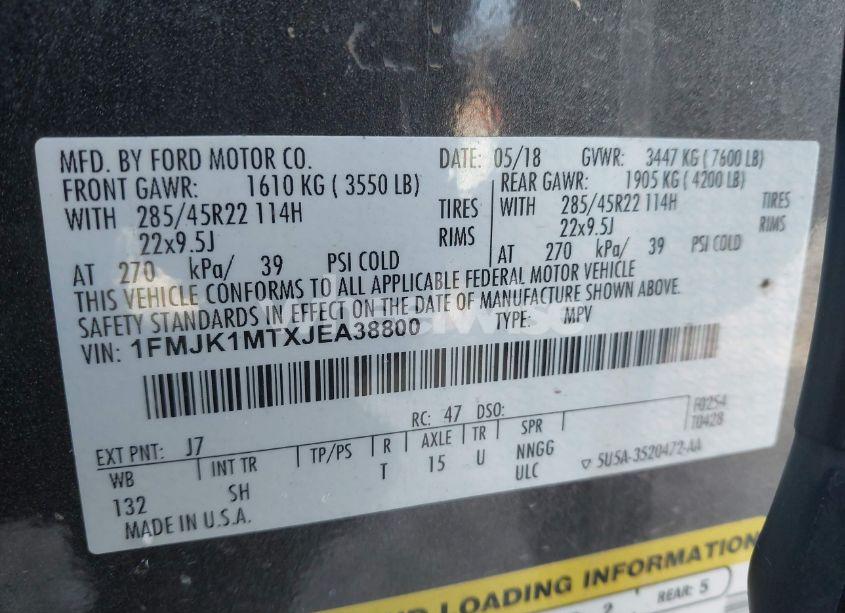 MFD. BY FORD MOTOR CO. DATE: 05/18 GVWR: 3447 KG ( 7600 LB)
FRONT GAWR: 1610 KG ( 3550 LB) REAR GAWR: 1905 KG ( 4200 LB)
WITH 285/45R22 114H TIRES WITH 285/45R22 114H TIRES
22x9.5J RIMS 22x9.5J RIMS
AT 270 kPa/ 39 PSI COLD AT 270 kPa/ 39 PSI COLD
THIS VEHICLE CONFORMS TO ALL APPLICABLE FEDERAL MOTOR VEHICLE
SAFETY STANDARDS IN EFFECT ON THE DATE OF MANUFACTURE SHOWN ABOVE.
VIN: 1FMJK1MTXJEA38800 TYPE: MPV
F0254
T0428
EXT PNT: J7 RC: 47 DSO:
WB INT TR TP/PS R AXLE TR SPR
132 SH T 15 U NNGG
ULC
5U5A-3520472-AA
MADE IN U.S.A.
LOADING INFORMATION
2 REAR: 5